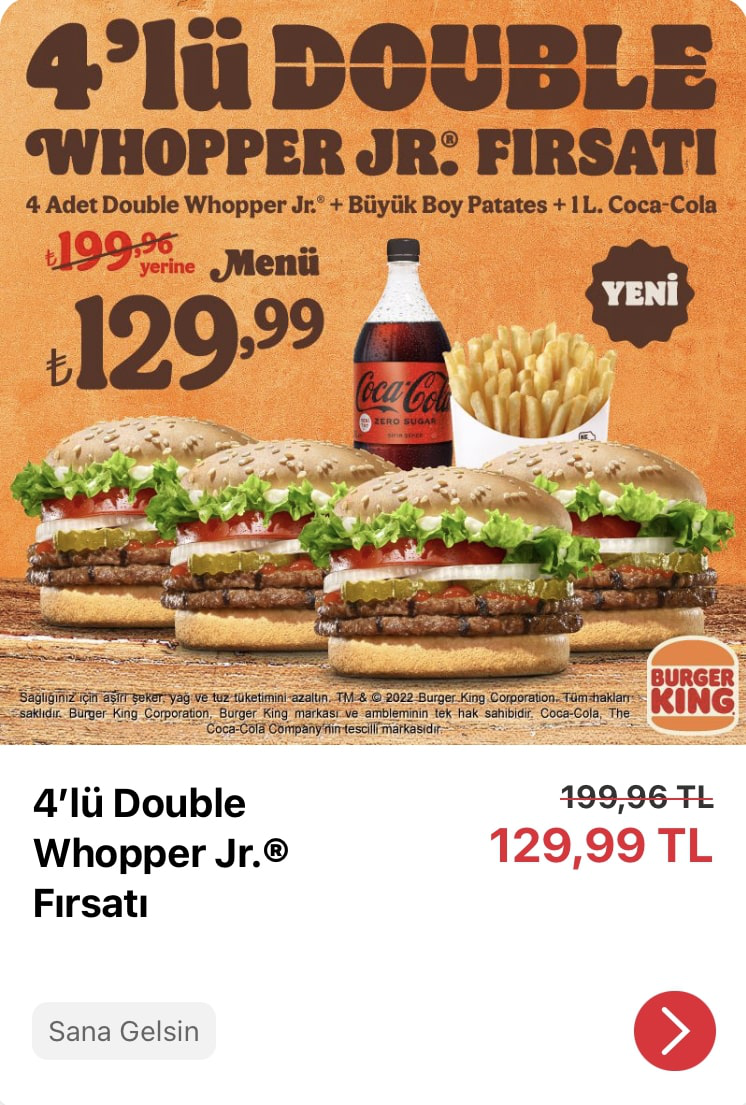 4’lü DOUBLE
WHOPPER JR.® FIRSATI
4 Adet Double Whopper Jr.® + Büyük Boy Patates + 1 L. Coca-Cola
₺199,96
yerine Menü
₺129,99
YENİ
Coca-Cola
ZERO SUGAR
Sağlığınız için aşırı şeker, yağ ve tuz tüketimini azaltın. TM & © 2022 Burger King Corporation. Tüm hakları
saklıdır. Burger King Corporation, Burger King markası ve ambleminin tek hak sahibidir. Coca-Cola, The
Coca-Cola Company'nin tescilli markasıdır.
BURGER
KING
4’lü Double
Whopper Jr.®
Fırsatı
199,96 TL
129,99 TL
Sana Gelsin